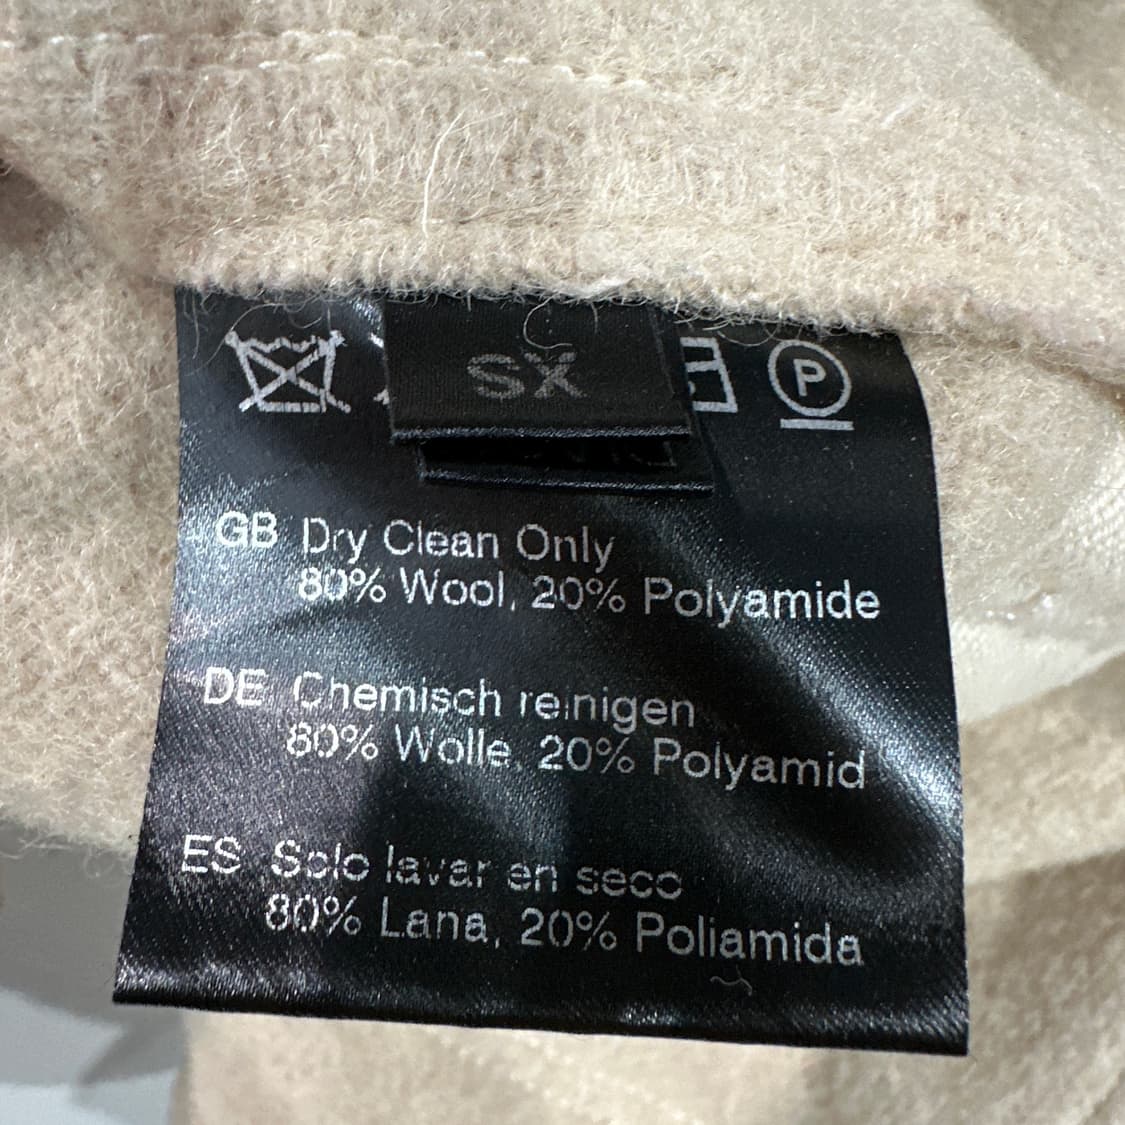 XS
P
GB Dry Clean Only
80% Wool, 20% Polyamide
DE Chemisch reinigen
80% Wolle, 20% Polyamid
ES Solo lavar en seco
80% Lana, 20% Poliamida